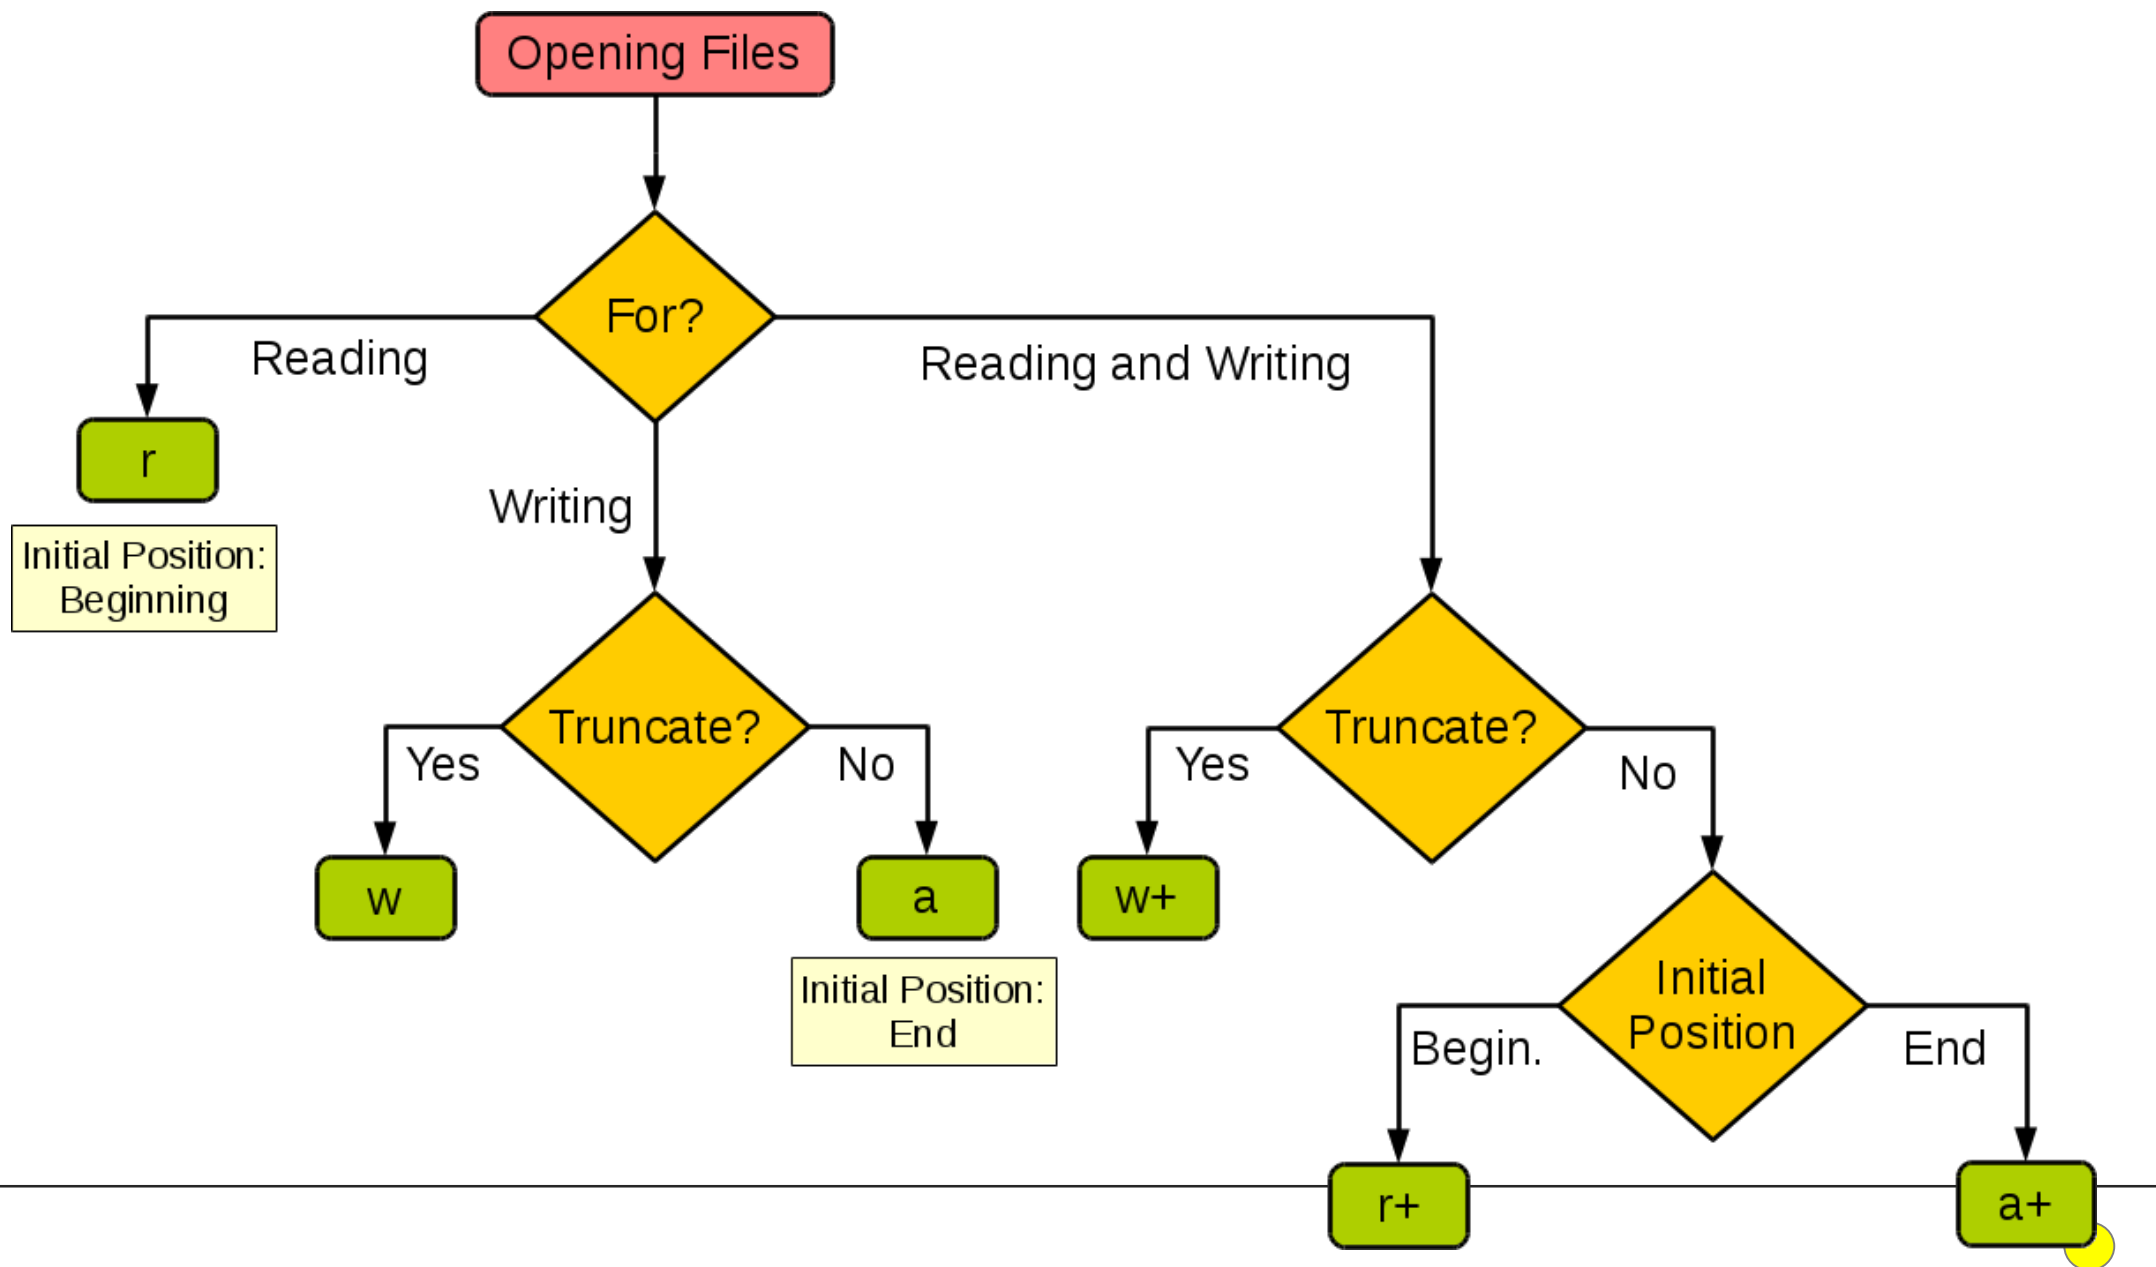 Opening Files
For?
Reading
Reading and Writing
r
Writing
Initial Position:
Beginning
Truncate?
Yes
No
w
a
Initial Position:
End
Truncate?
Yes
No
w+
Initial
Position
Begin.
End
r+
a+